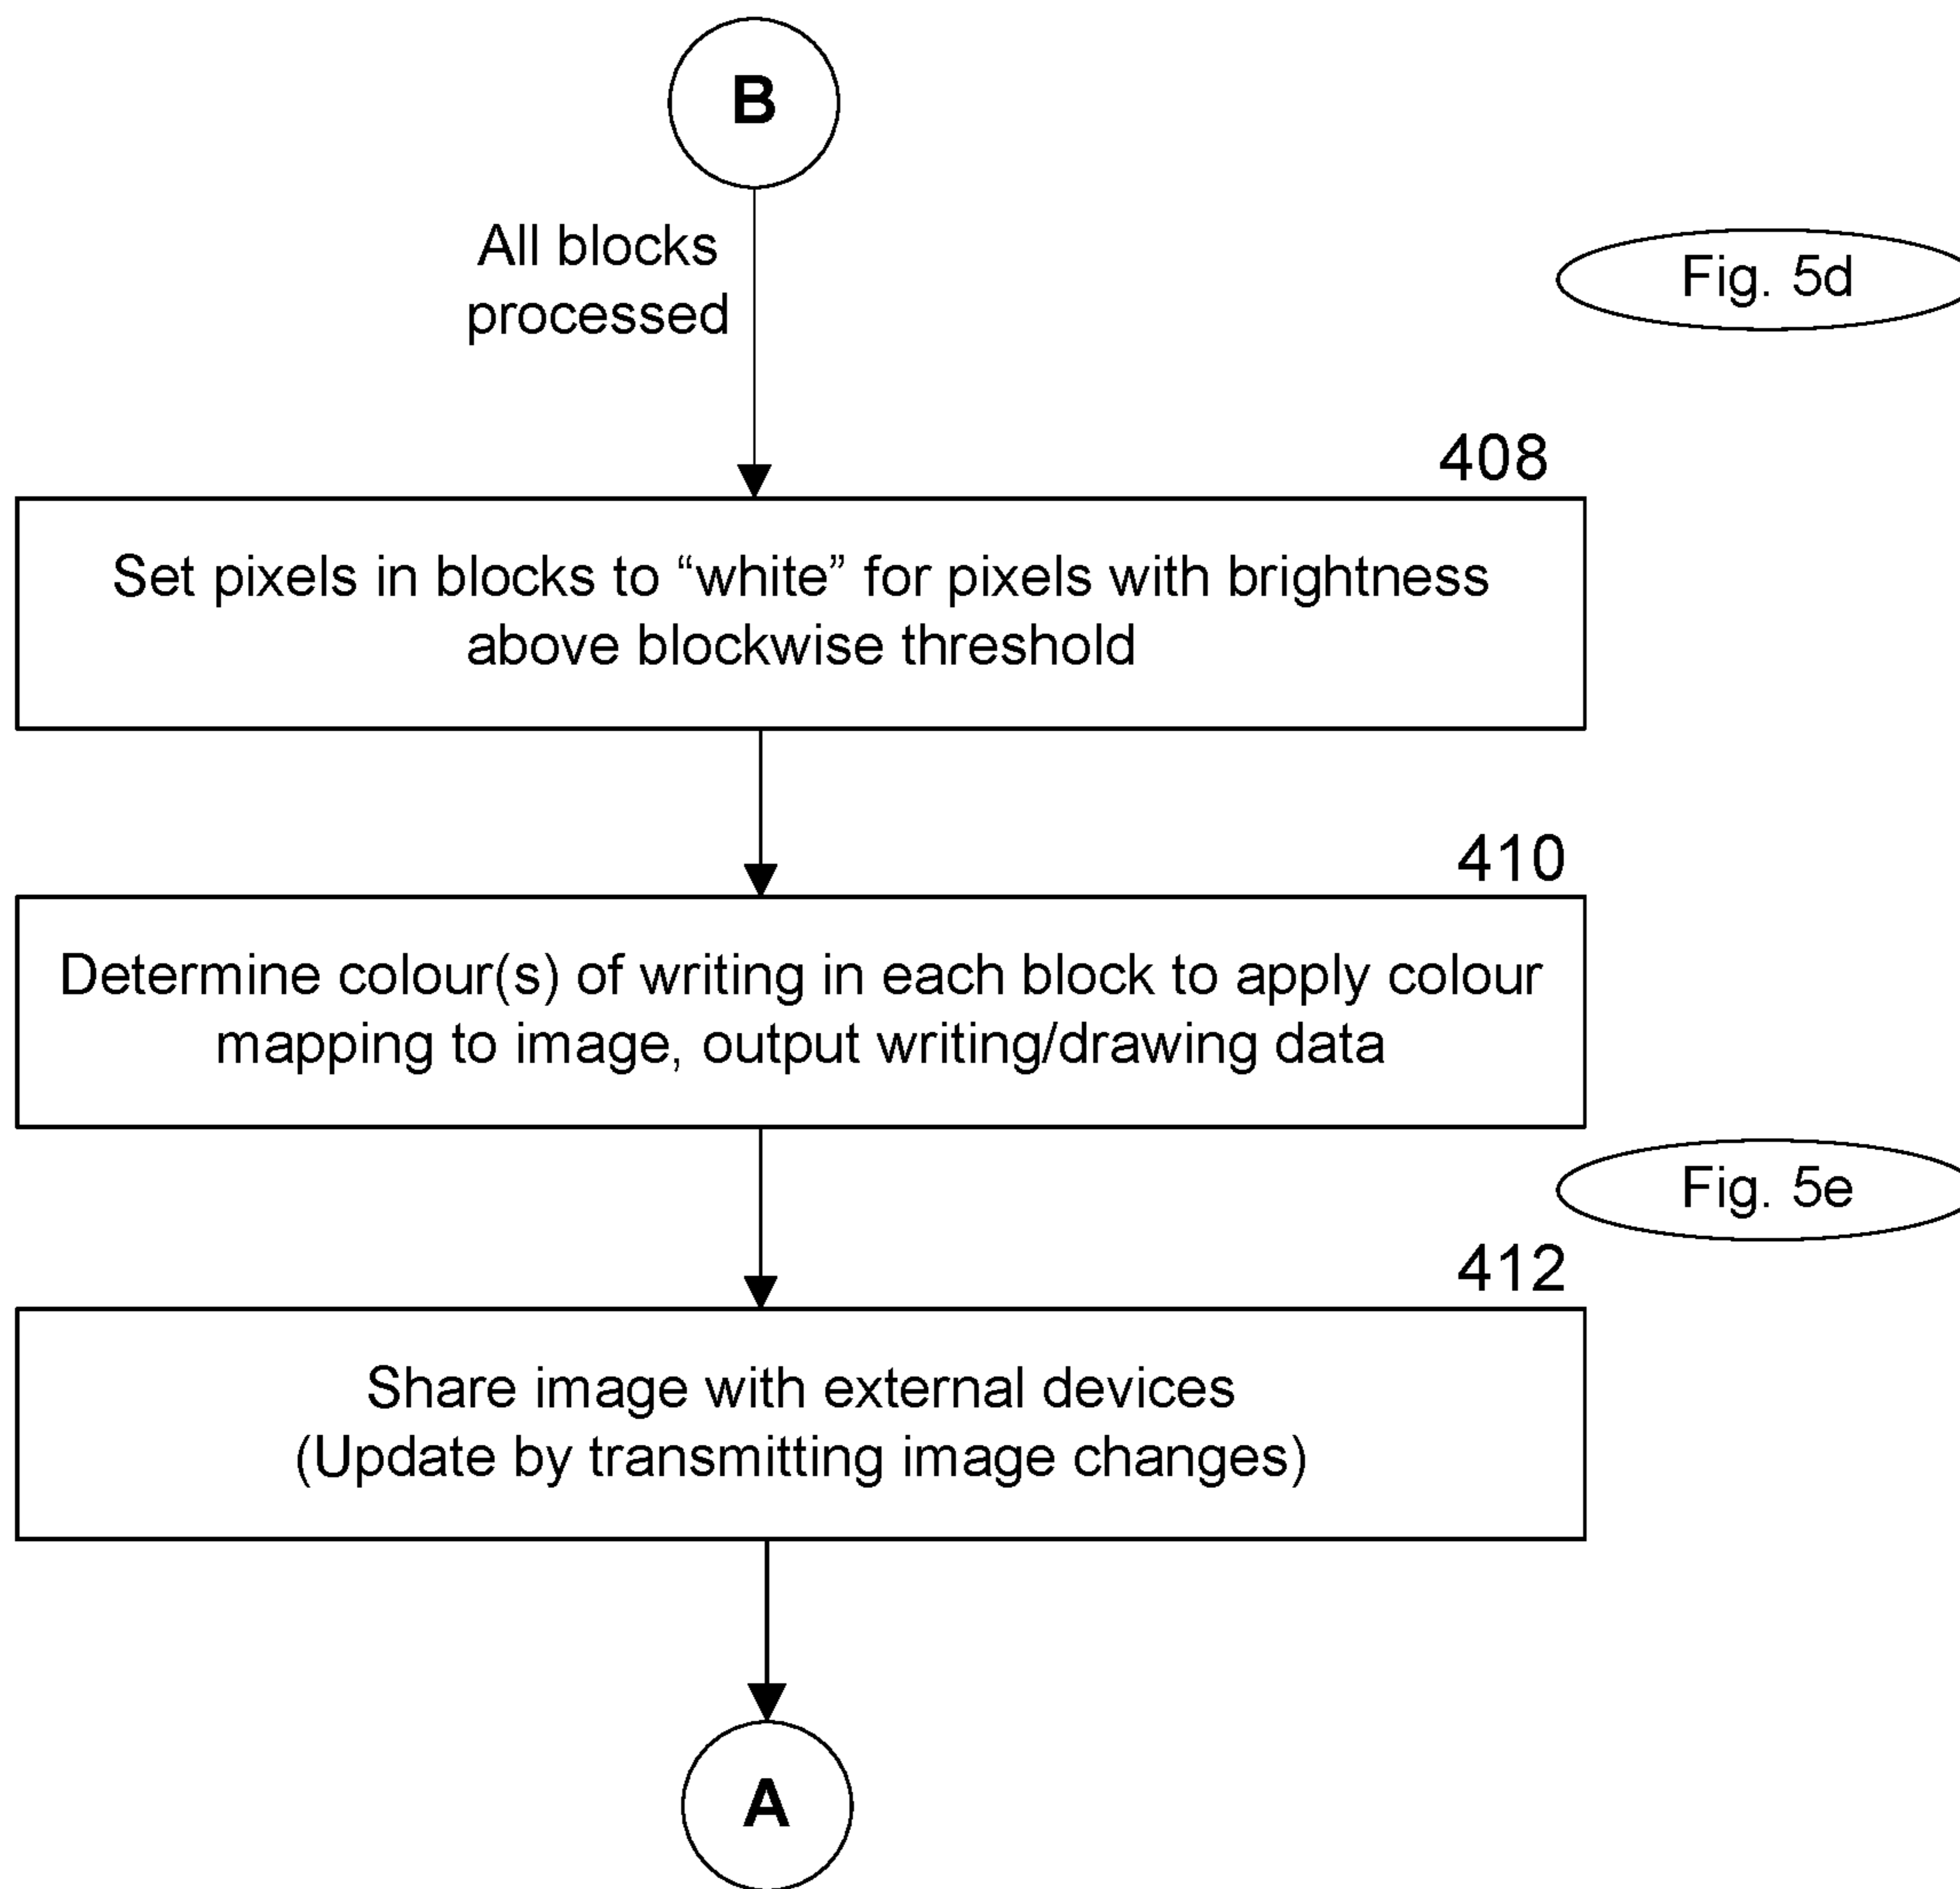 B
All blocks
processed
Fig. 5d
408
Set pixels in blocks to “white” for pixels with brightness
above blockwise threshold
410
Determine colour(s) of writing in each block to apply colour
mapping to image, output writing/drawing data
Fig. 5e
412
Share image with external devices
(Update by transmitting image changes)
A